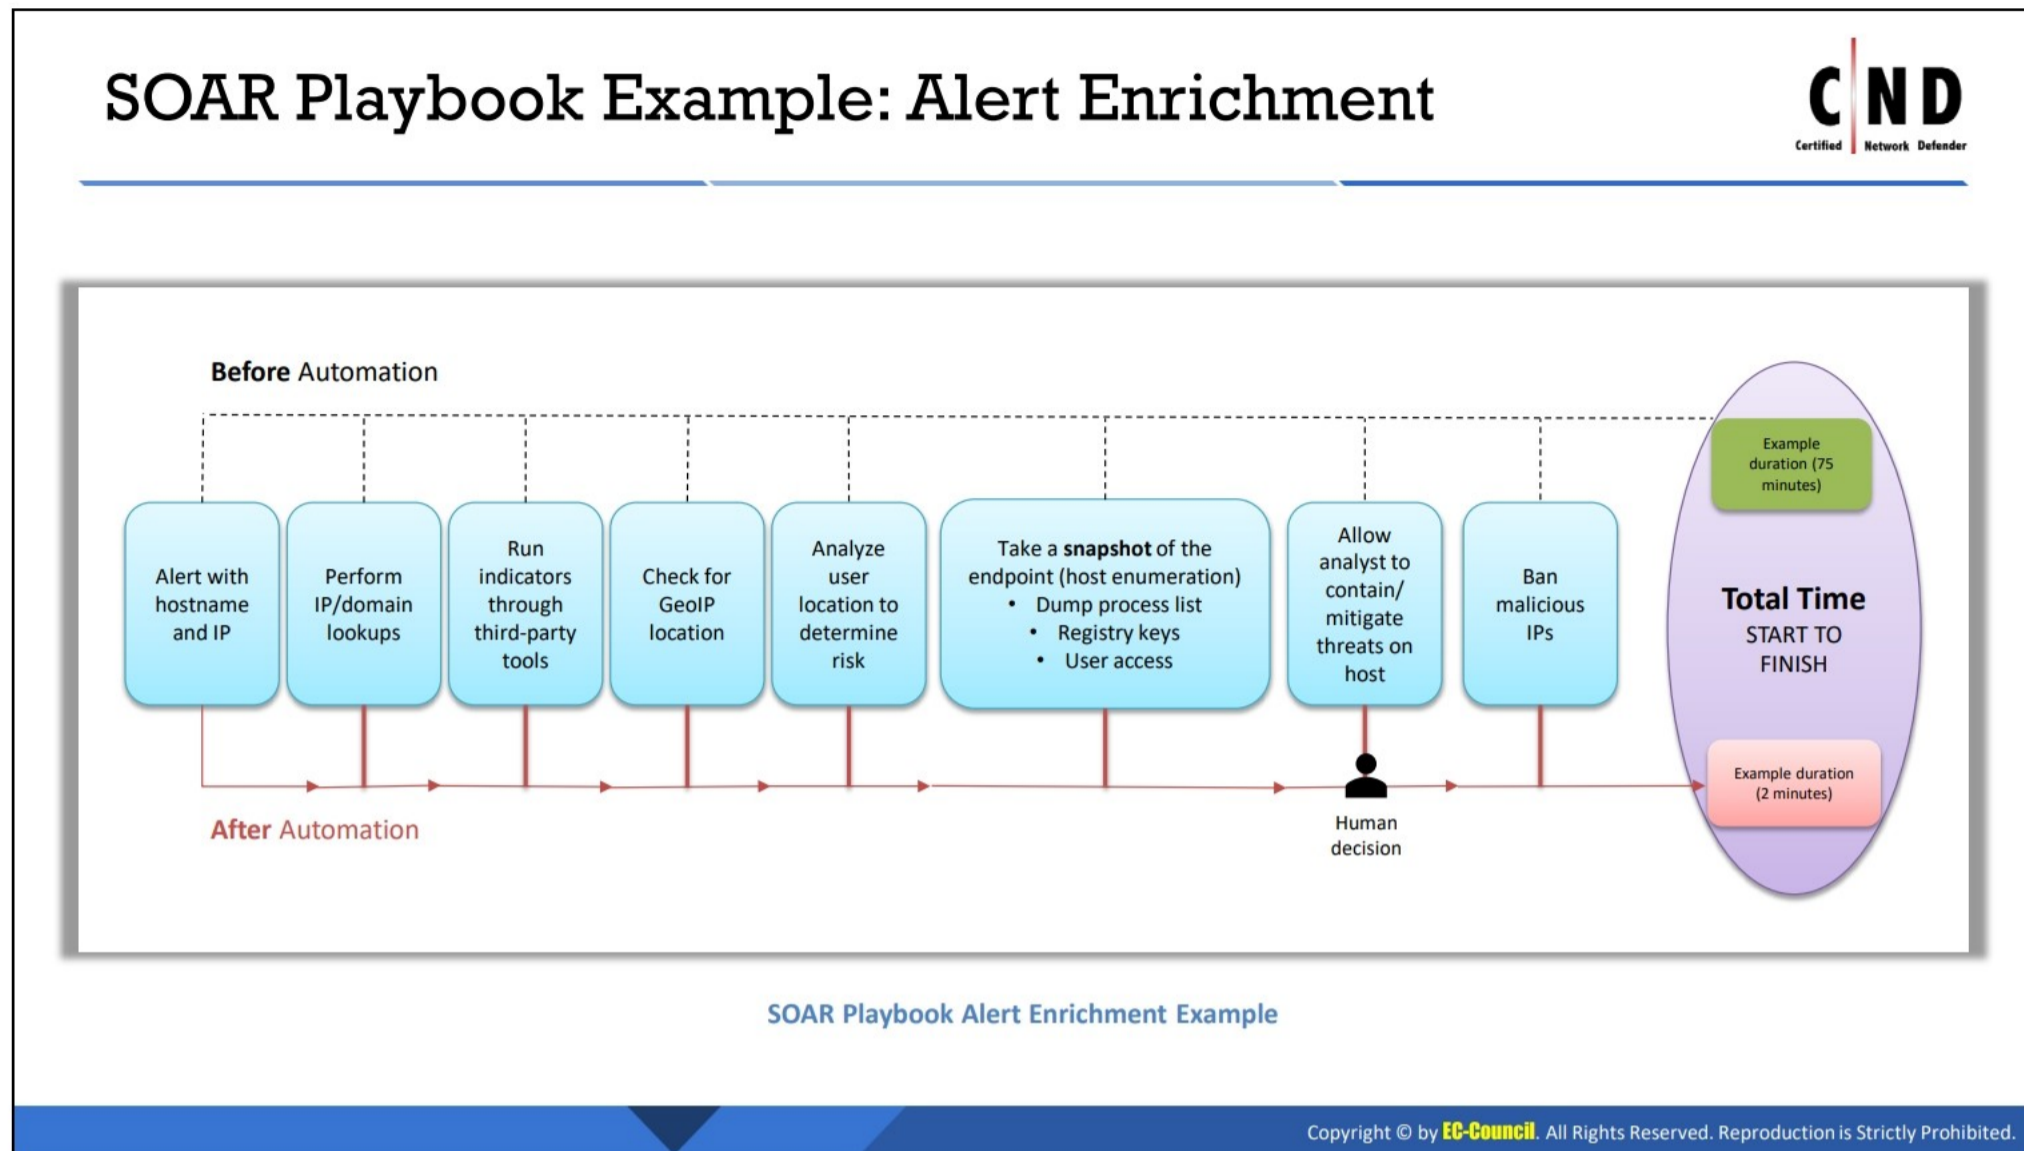 SOAR Playbook Example: Alert Enrichment
C N D
Certified Network Defender
Before Automation
Example
duration (75
minutes)
Alert with
hostname
and IP
Perform
IP/domain
lookups
Run
indicators
through
third-party
tools
Check for
GeoIP
location
Analyze
user
location to
determine
risk
Take a snapshot of the
endpoint (host enumeration)
• Dump process list
• Registry keys
• User access
Allow
analyst to
contain/
mitigate
threats on
host
Ban
malicious
IPs
Total Time
START TO
FINISH
Example duration
(2 minutes)
After Automation
Human
decision
SOAR Playbook Alert Enrichment Example
Copyright © by EC-Council. All Rights Reserved. Reproduction is Strictly Prohibited.